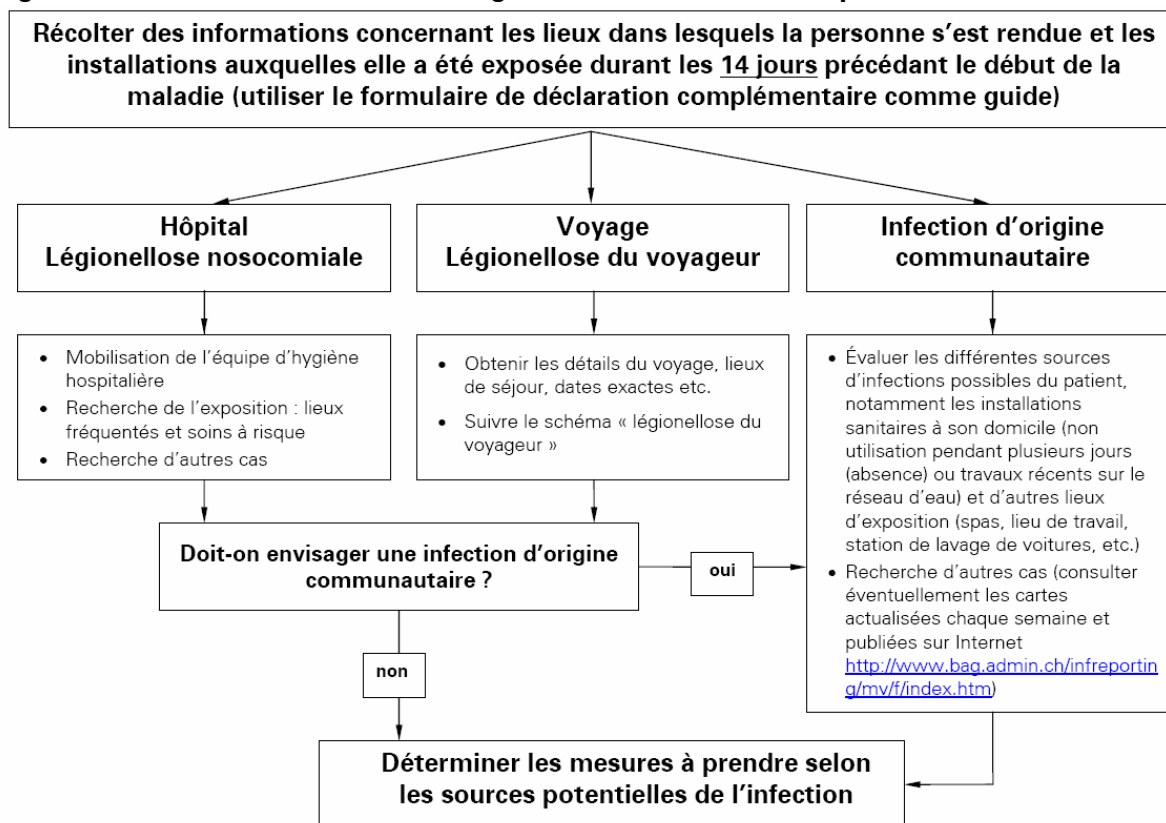 Récolter des informations concernant les lieux dans lesquels la personne s'est rendue et les
installations auxquelles elle a été exposée durant les 14 jours précédant le début de la
maladie (utiliser le formulaire de déclaration complémentaire comme guide)
Hôpital
Légionellose nosocomiale
Voyage
Légionellose du voyageur
Infection d'origine
communautaire
• Mobilisation de l'équipe d'hygiène
hospitalière
• Recherche de l'exposition : lieux
fréquentés et soins à risque
• Recherche d'autres cas
• Obtenir les détails du voyage, lieux
de séjour, dates exactes etc.
• Suivre le schéma « légionellose du
voyageur »
• Évaluer les différentes sources
d'infections possibles du patient,
notamment les installations
sanitaires à son domicile (non
utilisation pendant plusieurs jours
(absence) ou travaux récents sur le
réseau d'eau) et d'autres lieux
d'exposition (spas, lieu de travail,
station de lavage de voitures, etc.)
• Recherche d'autres cas (consulter
éventuellement les cartes
actualisées chaque semaine et
publiées sur Internet
http://www.bag.admin.ch/infreportin
g/mv/f/index.htm)
Doit-on envisager une infection d'origine
communautaire ?
oui
non
Déterminer les mesures à prendre selon
les sources potentielles de l'infection